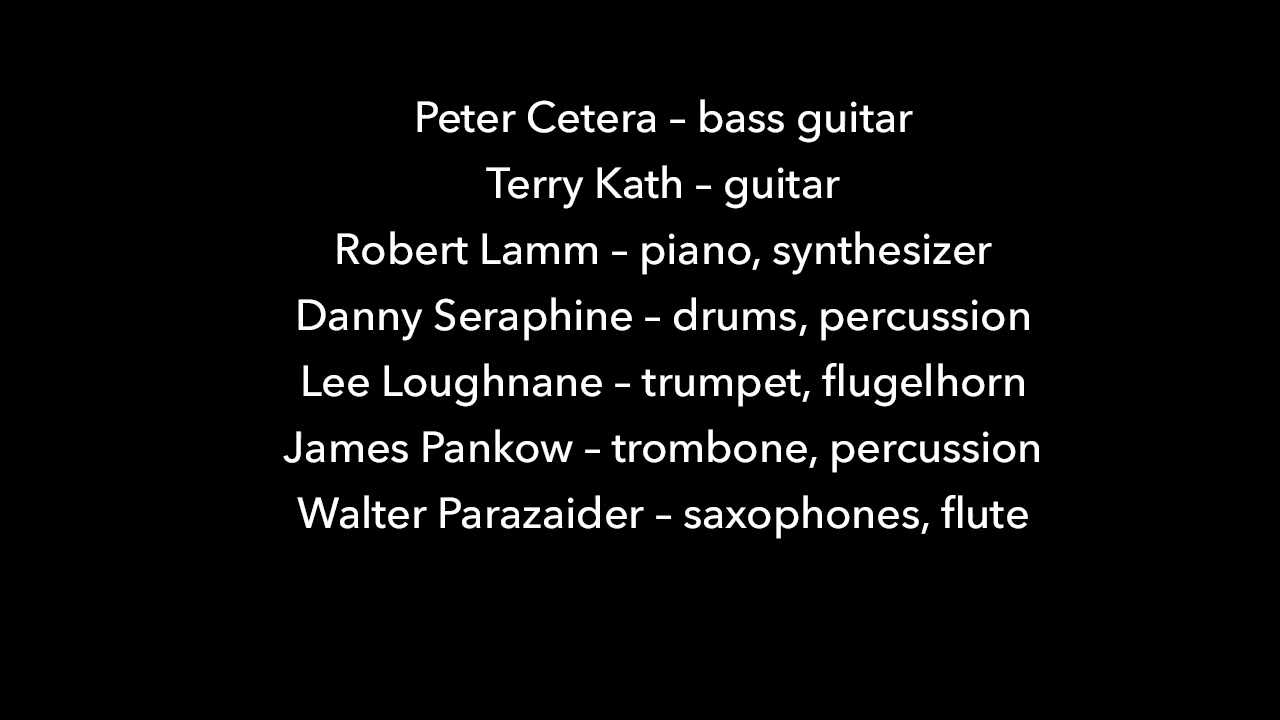 Peter Cetera – bass guitar
Terry Kath – guitar
Robert Lamm – piano, synthesizer
Danny Seraphine – drums, percussion
Lee Loughnane – trumpet, flugelhorn
James Pankow – trombone, percussion
Walter Parazaider – saxophones, flute